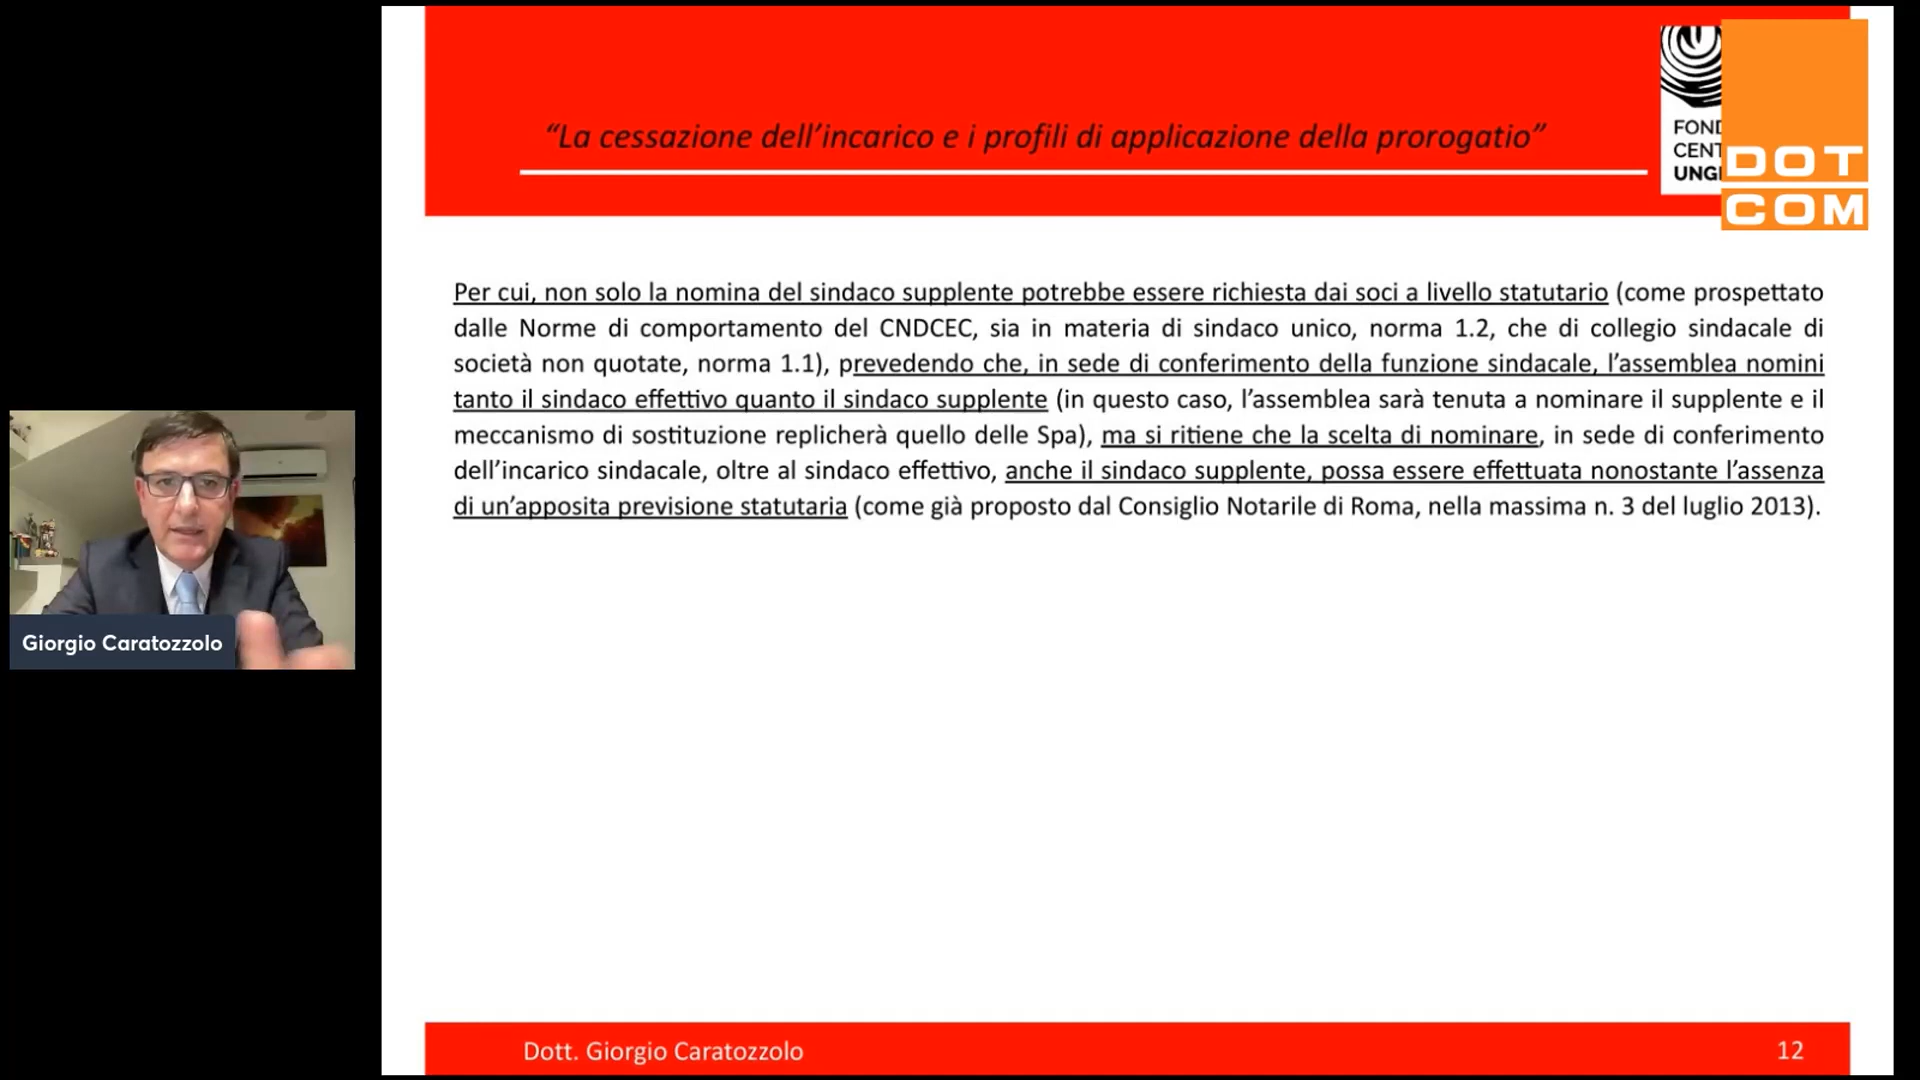 “La cessazione dell’incarico e i profili di applicazione della prorogatio”
DOT
COM
Per cui, non solo la nomina del sindaco supplente potrebbe essere richiesta dai soci a livello statutario (come prospettato
dalle Norme di comportamento del CNDCEC, sia in materia di sindaco unico, norma 1.2, che di collegio sindacale di
società non quotate, norma 1.1), prevedendo che, in sede di conferimento della funzione sindacale, l’assemblea nomini
tanto il sindaco effettivo quanto il sindaco supplente (in questo caso, l’assemblea sarà tenuta a nominare il supplente e il
meccanismo di sostituzione replicherà quello delle Spa), ma si ritiene che la scelta di nominare, in sede di conferimento
dell’incarico sindacale, oltre al sindaco effettivo, anche il sindaco supplente, possa essere effettuata nonostante l’assenza
di un’apposita previsione statutaria (come già proposto dal Consiglio Notarile di Roma, nella massima n. 3 del luglio 2013).
Giorgio Caratozzolo
Dott. Giorgio Caratozzolo
12